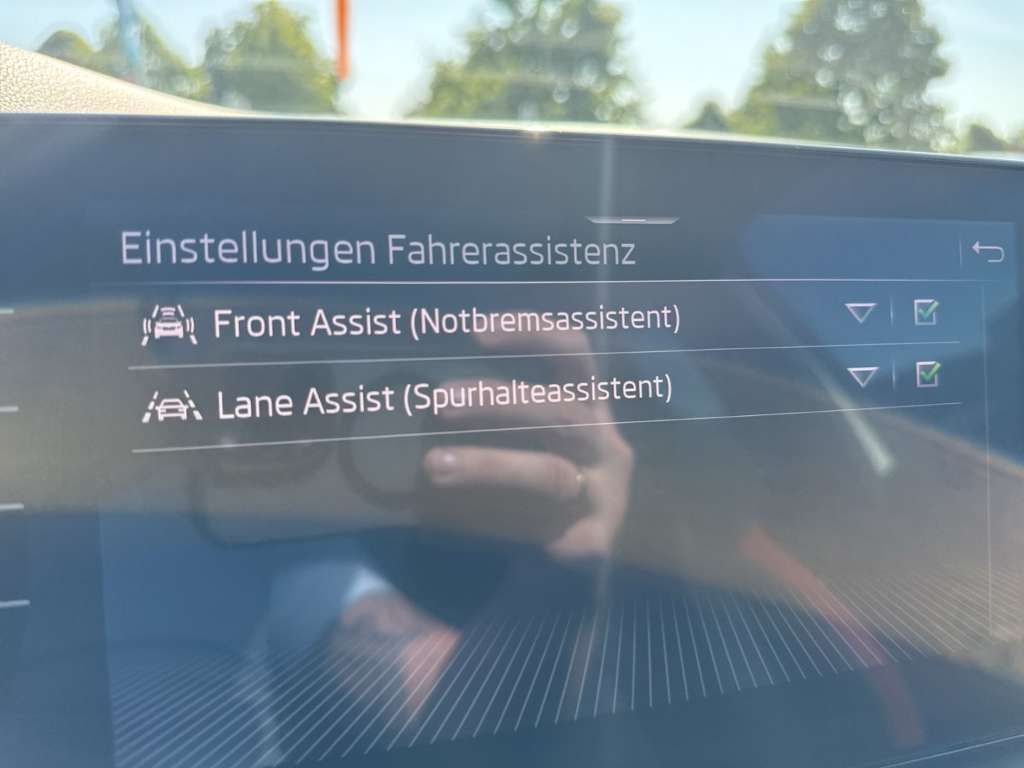 Einstellungen Fahrerassistenz
Front Assist (Notbremsassistent)
Lane Assist (Spurhalteassistent)